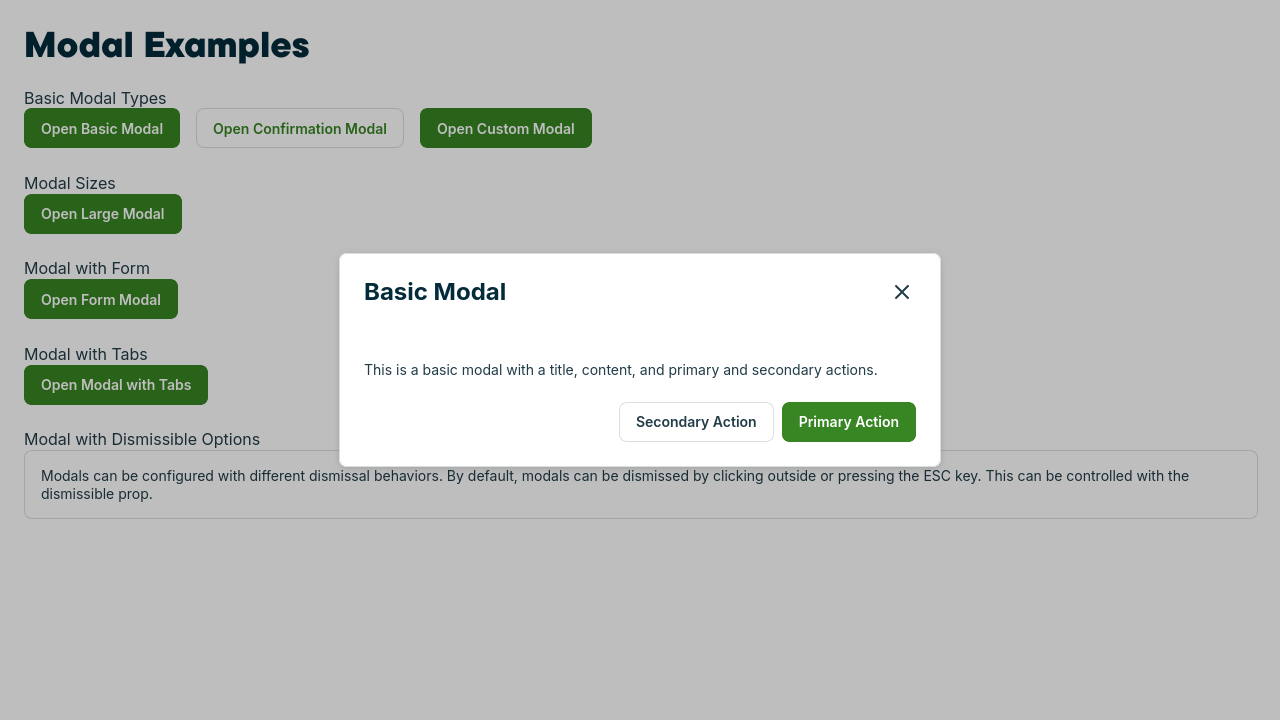 Modal Examples
Basic Modal Types
Open Basic Modal
Open Confirmation Modal
Open Custom Modal
Modal Sizes
Open Large Modal
Modal with Form
Open Form Modal
Modal with Tabs
Open Modal with Tabs
Basic Modal
This is a basic modal with a title, content, and primary and secondary actions.
Secondary Action
Primary Action
Modal with Dismissible Options
Modals can be configured with different dismissal behaviors. By default, modals can be dismissed by clicking outside or pressing the ESC key. This can be controlled with the
dismissible prop.